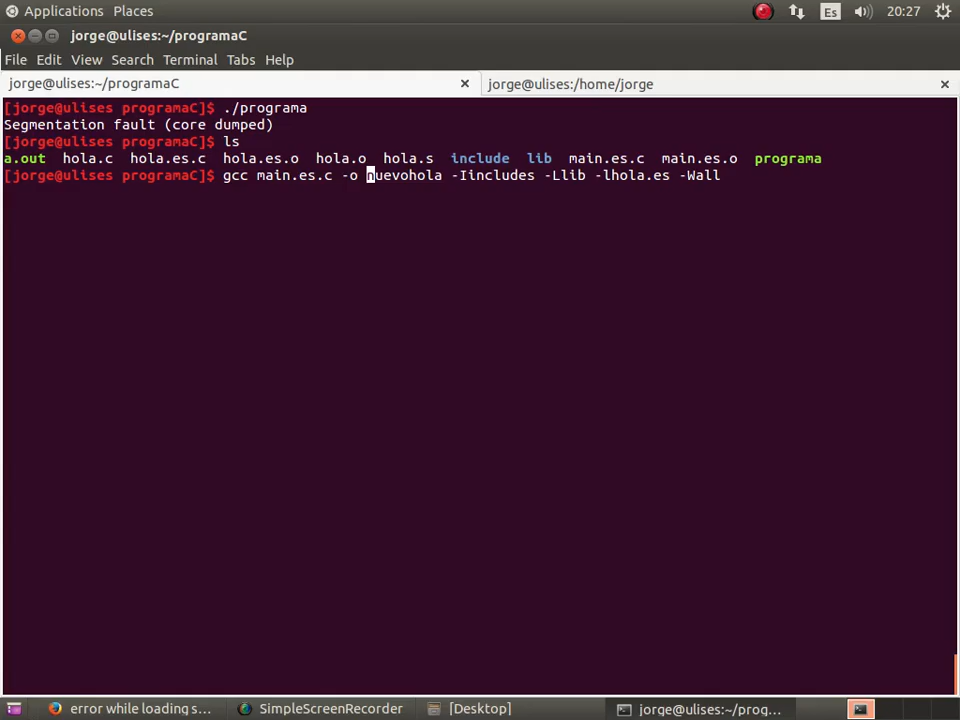 Applications Places Es 20:27
jorge@ulises:~/programaC
File Edit View Search Terminal Tabs Help
jorge@ulises:~/programaC jorge@ulises:/home/jorge
[jorge@ulises programaC]$ ./programa
Segmentation fault (core dumped)
[jorge@ulises programaC]$ ls
a.out hola.c hola.es.c hola.es.o hola.o hola.s include lib main.es.c main.es.o programa
[jorge@ulises programaC]$ gcc main.es.c -o nuevohola -Iincludes -Llib -lhola.es -Wall
error while loading s... SimpleScreenRecorder [Desktop] jorge@ulises:~/prog...